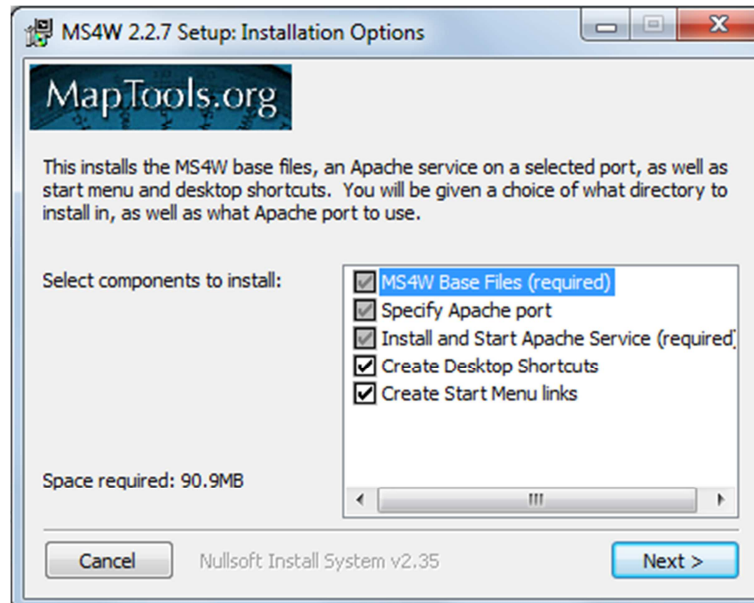 MS4W 2.2.7 Setup: Installation Options
MapTools.org
This installs the MS4W base files, an Apache service on a selected port, as well as
start menu and desktop shortcuts.  You will be given a choice of what directory to
install in, as well as what Apache port to use.
Select components to install:
MS4W Base Files (required)
Specify Apache port
Install and Start Apache Service (required
Create Desktop Shortcuts
Create Start Menu links
Space required: 90.9MB
Cancel
Nullsoft Install System v2.35
Next >